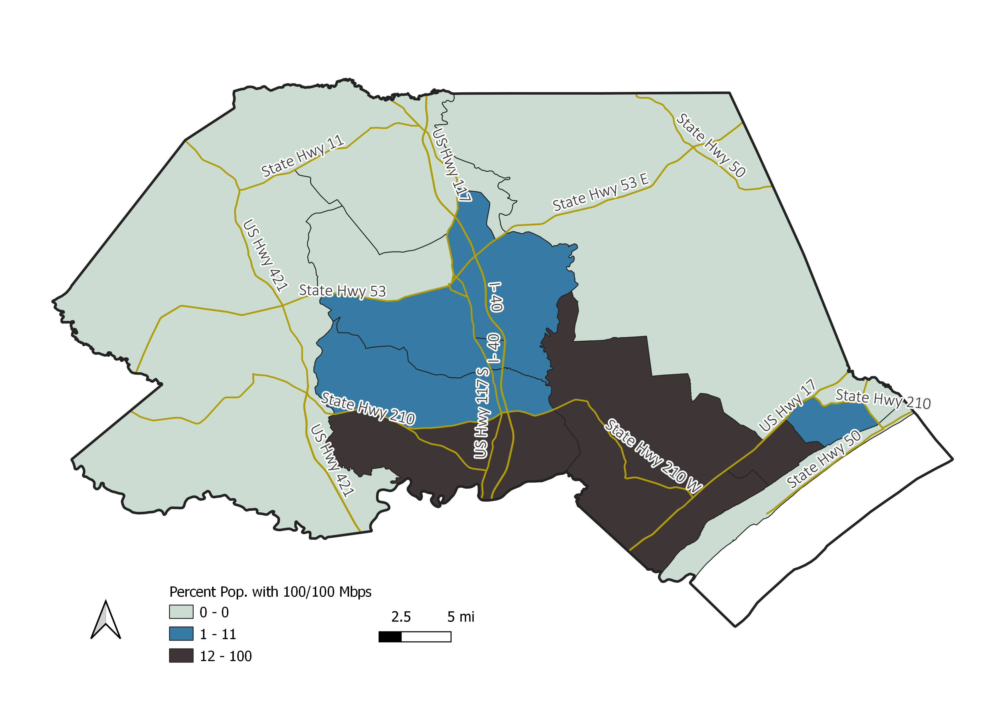 State Hwy 50
US Hwy 117
State Hwy 11
State Hwy 53 E
US Hwy 421
State Hwy 53
I- 40
I- 40
US Hwy 117 S
US Hwy 17
State Hwy 210
State Hwy 210
State Hwy 210 W
US Hwy 421
State Hwy 50
Percent Pop. with 100/100 Mbps
0 - 0
1 - 11
12 - 100
2.5 5 mi